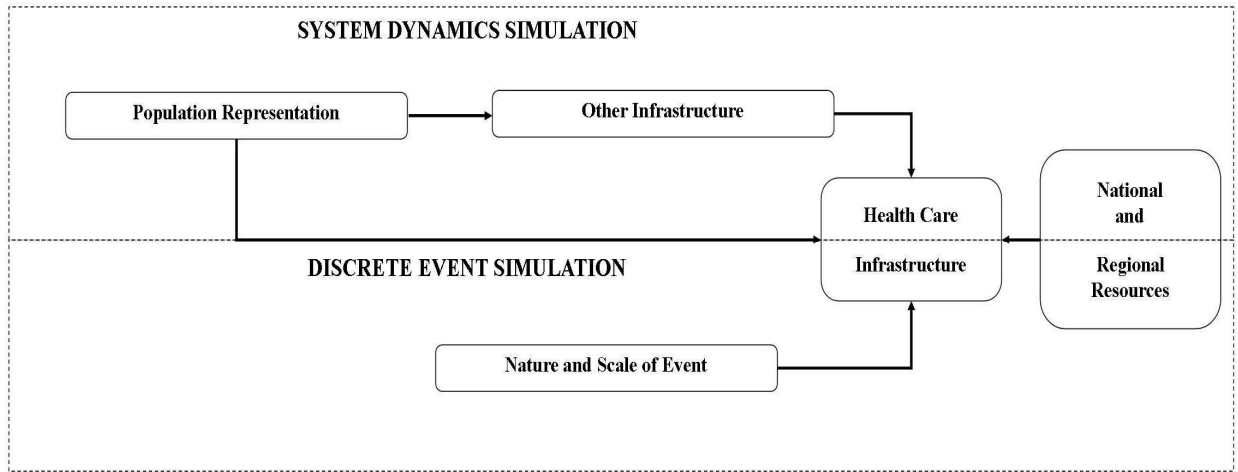 SYSTEM DYNAMICS SIMULATION
Population Representation
Other Infrastructure
Health Care
Infrastructure
National
and
Regional
Resources
DISCRETE EVENT SIMULATION
Nature and Scale of Event